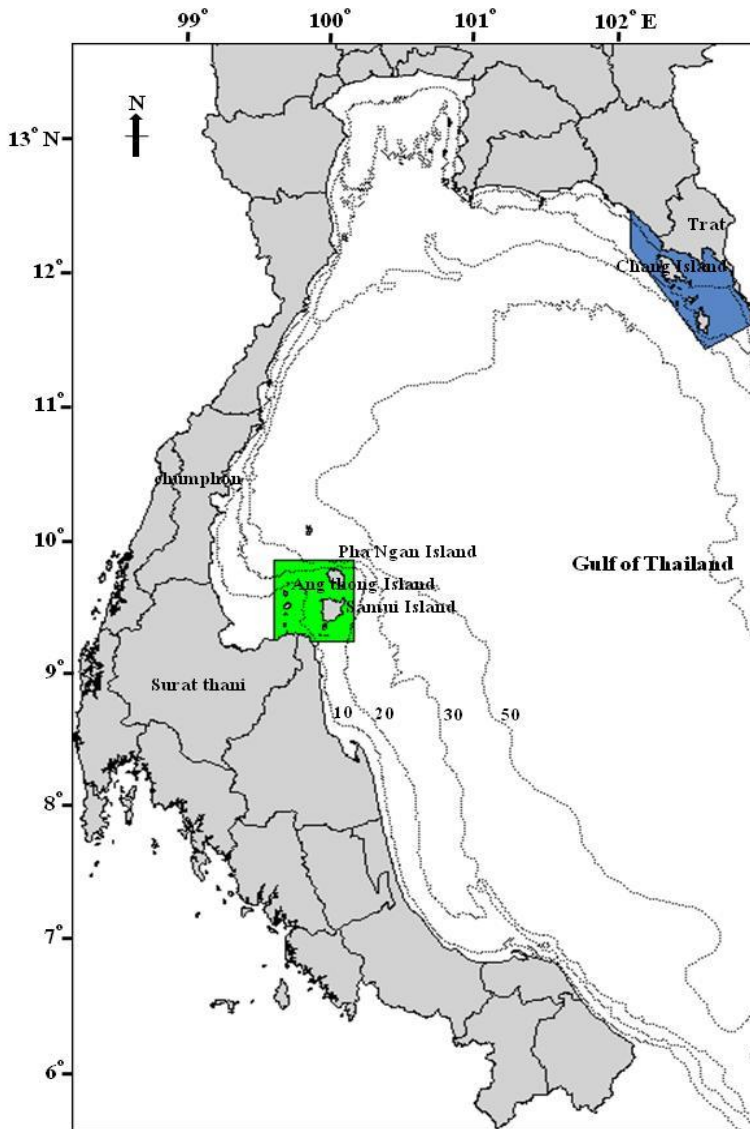 99°
100°
101°
102° E
N
13° N
Trat
12°
Chang Island
11°
chumphon
10°
Pha Ngan Island
Gulf of Thailand
Ang thong Island
Samui Island
9°
Surat thani
10
20
30
50
8°
7°
6°